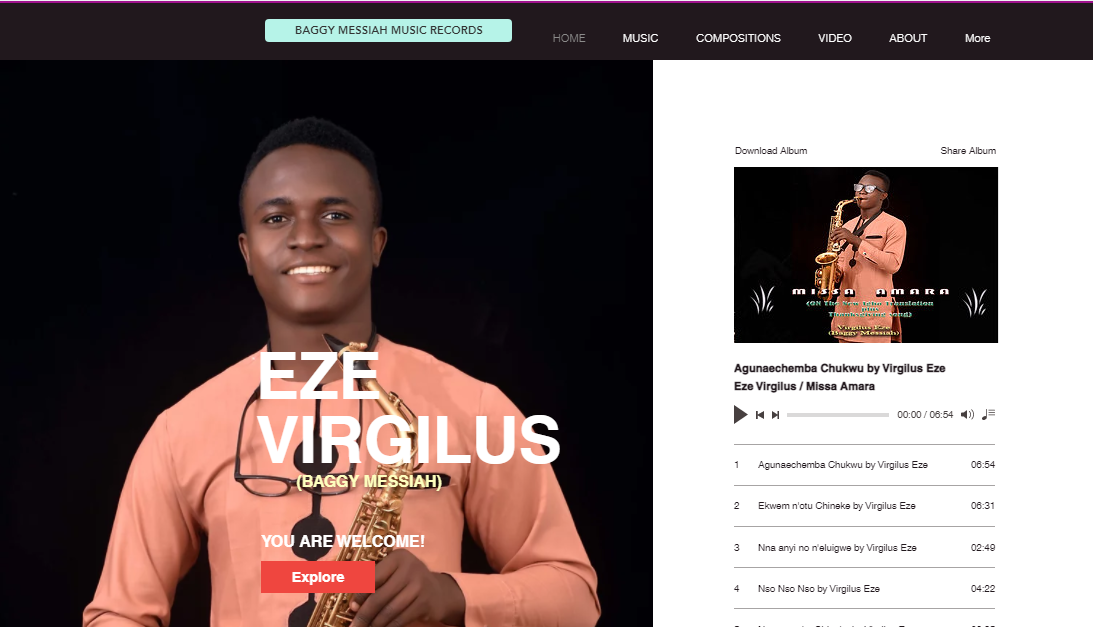 BAGGY MESSIAH MUSIC RECORDS
HOME MUSIC COMPOSITIONS VIDEO ABOUT More
EZE
VIRGILUS
(BAGGY MESSIAH)
YOU ARE WELCOME!
Explore
Download Album Share Album
MISSA AMARA
(ON The New Igbo Translation
plus
Thanksgiving Song)
Virgilus Eze
(Baggy Messiah)
Agunaechemba Chukwu by Virgilus Eze
Eze Virgilus / Missa Amara
00:00 / 06:54
1 Agunaechemba Chukwu by Virgilus Eze 06:54
2 Ekwem n'otu Chineke by Virgilus Eze 06:31
3 Nna anyi no n'eluigwe by Virgilus Eze 02:49
4 Nso Nso Nso by Virgilus Eze 04:22